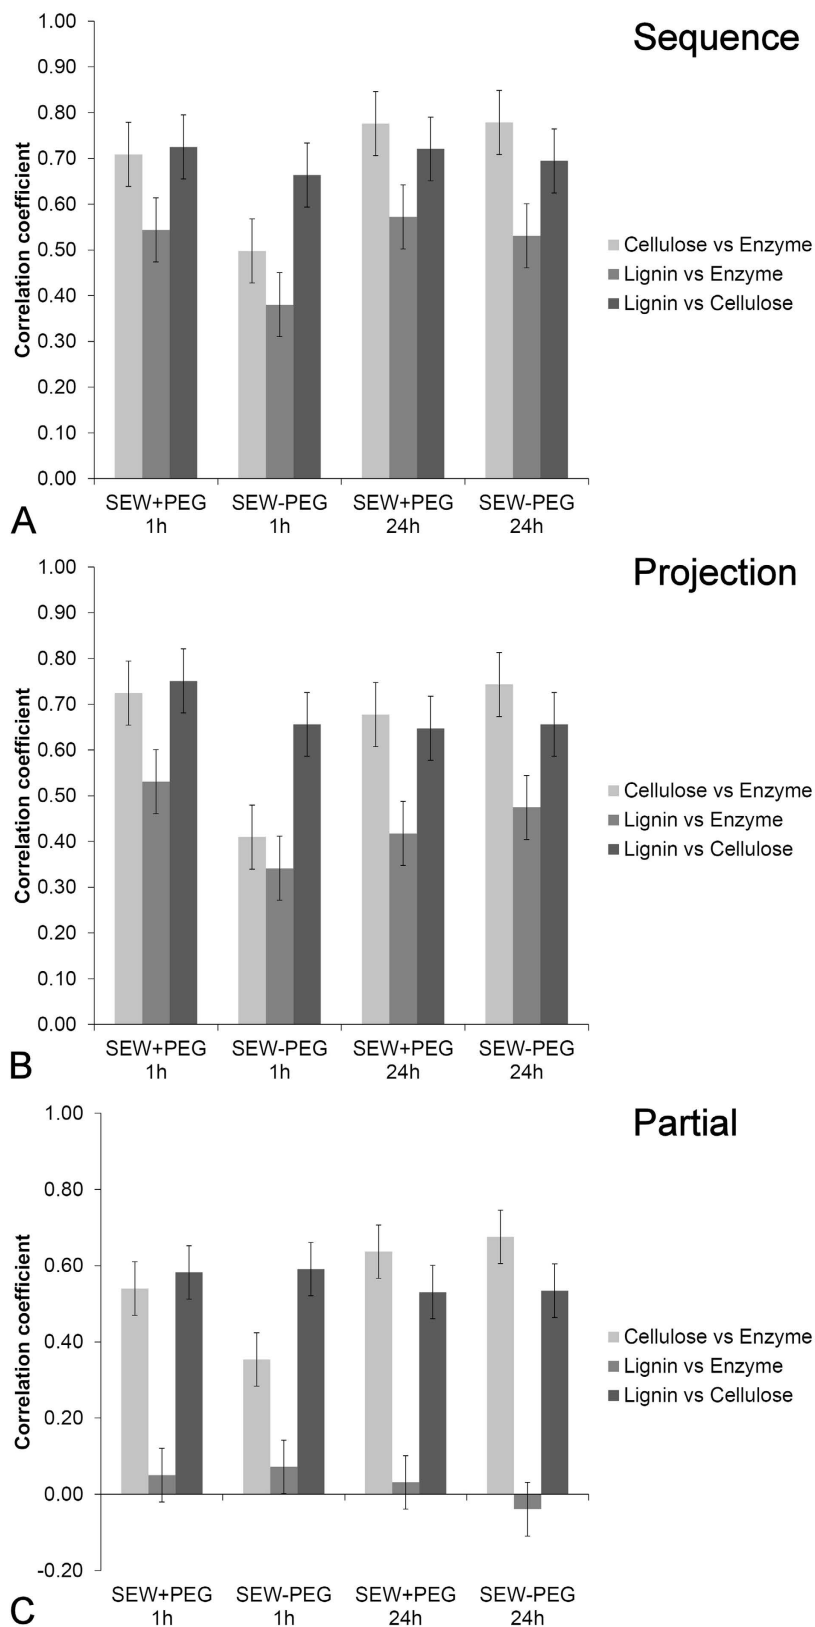 Sequence
Correlation coefficient
1.00
0.90
0.80
0.70
0.60
0.50
0.40
0.30
0.20
0.10
0.00
Cellulose vs Enzyme
Lignin vs Enzyme
Lignin vs Cellulose
SEW+PEG
1h
SEW-PEG
1h
SEW+PEG
24h
SEW-PEG
24h
A
Projection
Correlation coefficient
1.00
0.90
0.80
0.70
0.60
0.50
0.40
0.30
0.20
0.10
0.00
Cellulose vs Enzyme
Lignin vs Enzyme
Lignin vs Cellulose
SEW+PEG
1h
SEW-PEG
1h
SEW+PEG
24h
SEW-PEG
24h
B
Partial
Correlation coefficient
1.00
0.80
0.60
0.40
0.20
0.00
-0.20
Cellulose vs Enzyme
Lignin vs Enzyme
Lignin vs Cellulose
SEW+PEG
1h
SEW-PEG
1h
SEW+PEG
24h
SEW-PEG
24h
C